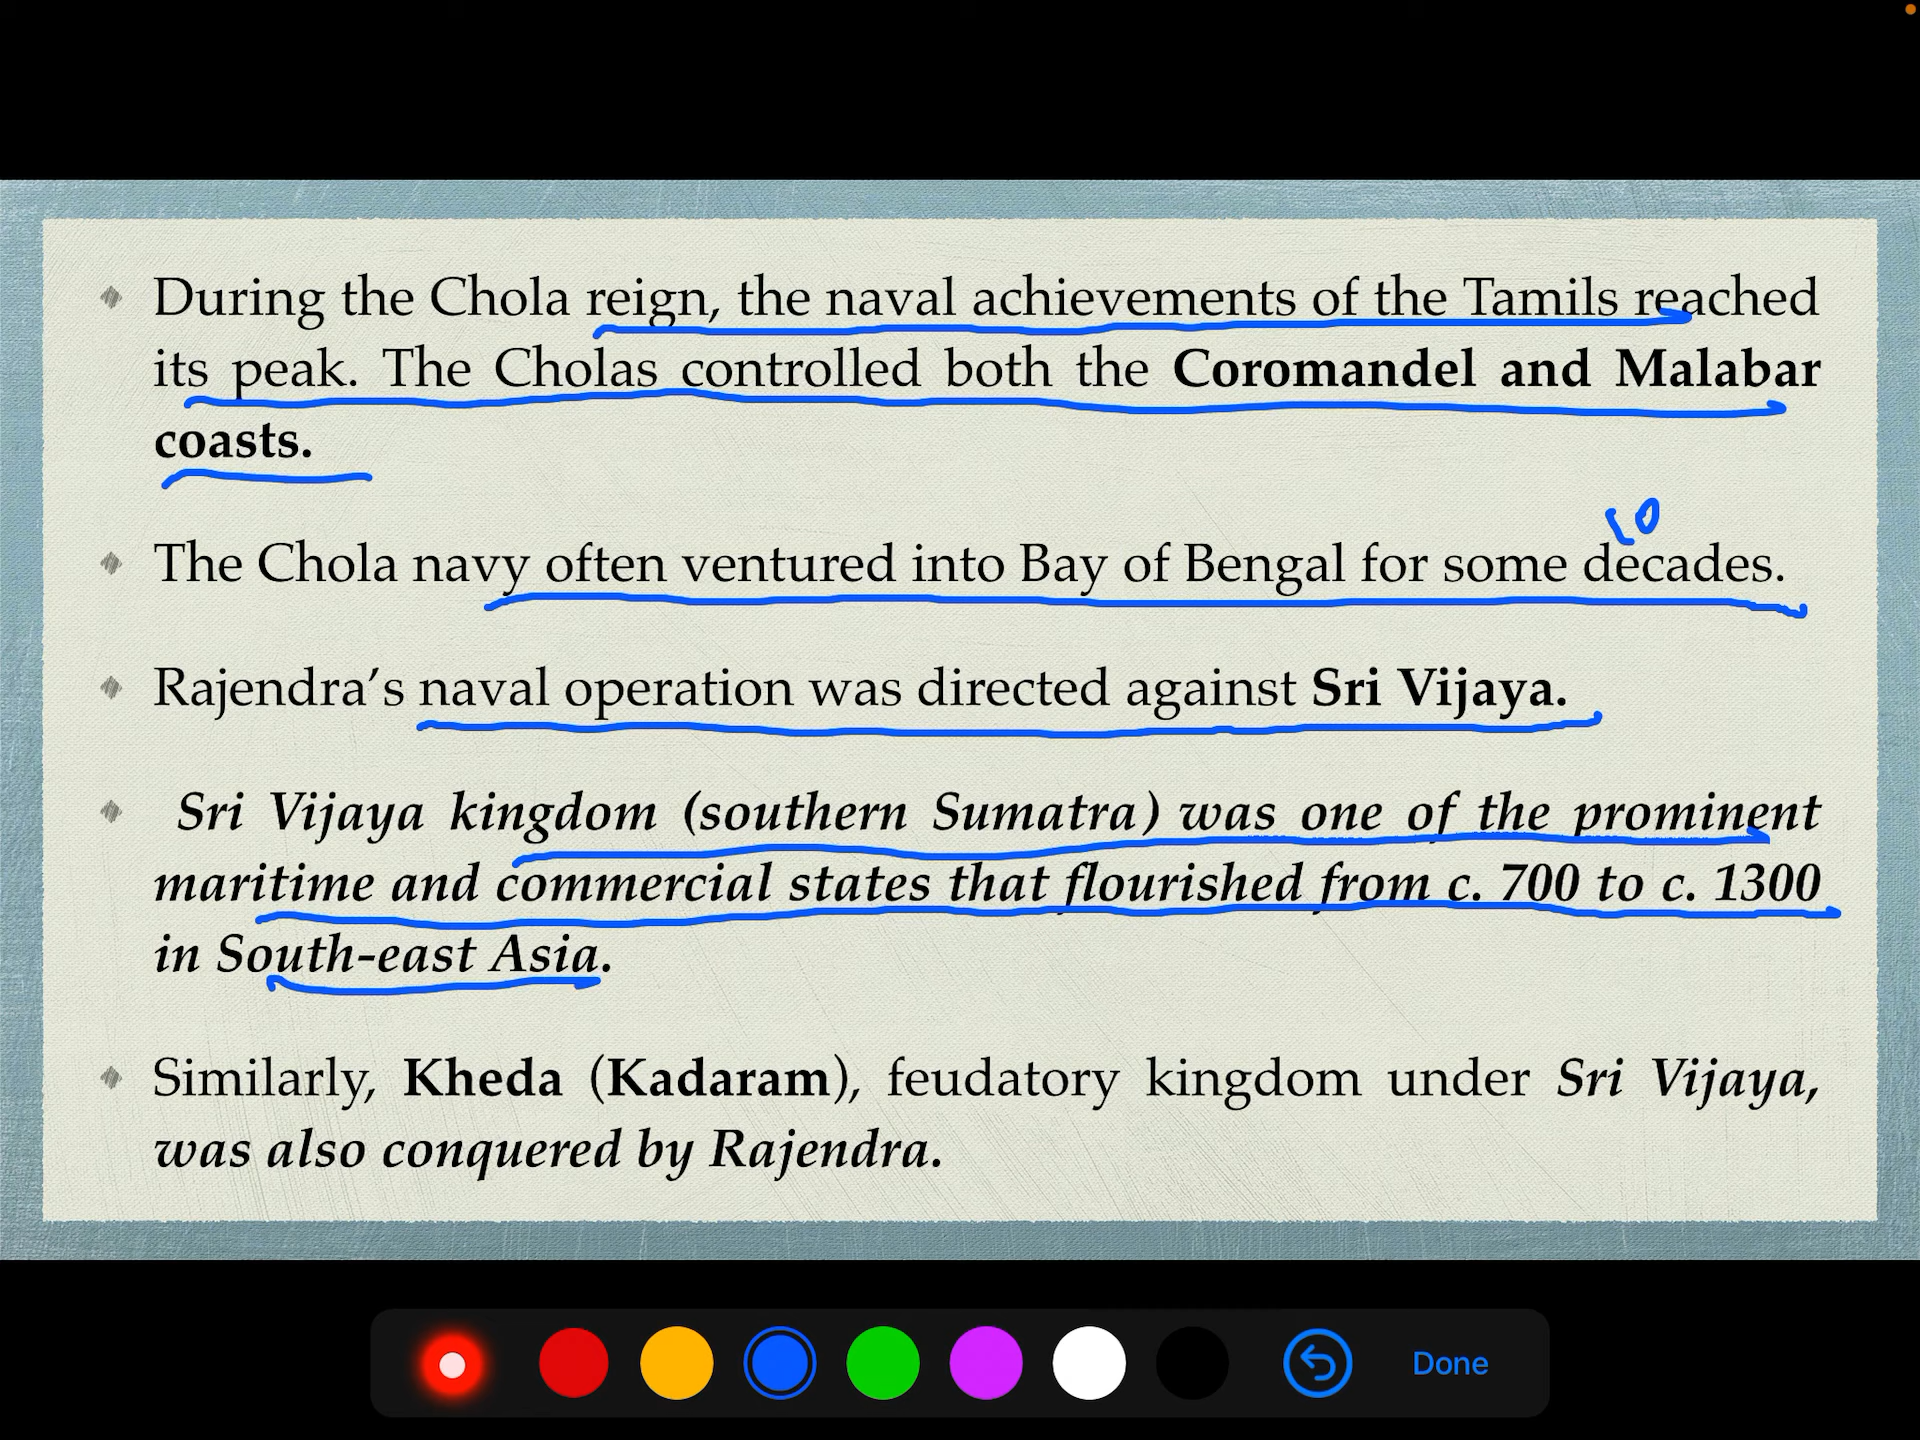 During the Chola reign, the naval achievements of the Tamils reached
its peak. The Cholas controlled both the Coromandel and Malabar
coasts.
10
The Chola navy often ventured into Bay of Bengal for some decades.
Rajendra’s naval operation was directed against Sri Vijaya.
Sri Vijaya kingdom (southern Sumatra) was one of the prominent
maritime and commercial states that flourished from c. 700 to c. 1300
in South-east Asia.
Similarly, Kheda (Kadaram), feudatory kingdom under Sri Vijaya,
was also conquered by Rajendra.
Done